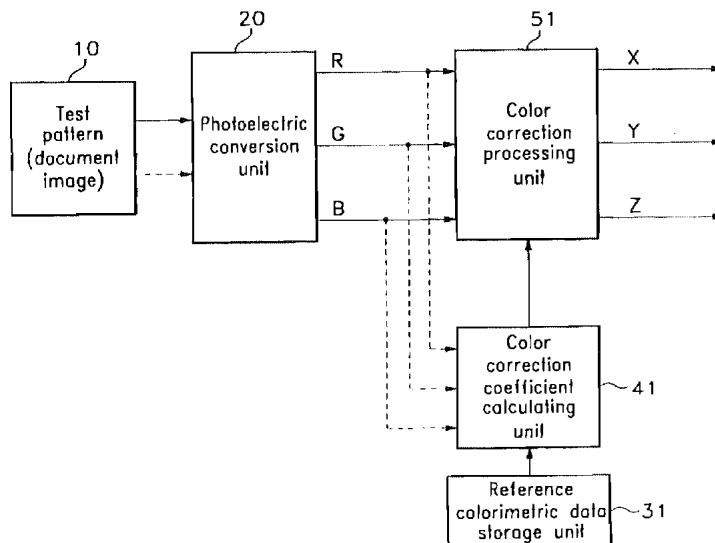 10
Test
pattern
(document
image)
20
Photoelectric
conversion
unit
R
G
B
51
Color
correction
processing
unit
X
Y
Z
Color
correction
coefficient
calculating
unit
41
Reference
colorimetric data
storage unit
31